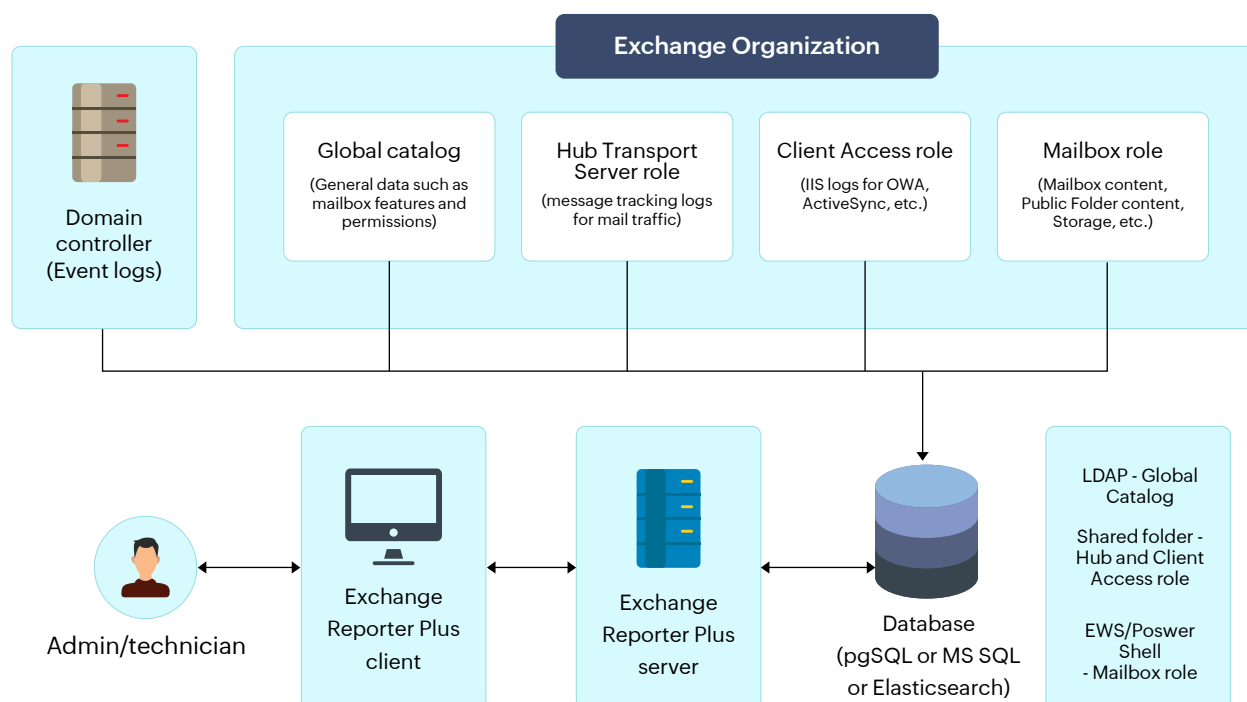 Exchange Organization
Domain
controller
(Event logs)
Global catalog
(General data such as
mailbox features and
permissions)
Hub Transport
Server role
(message tracking logs
for mail traffic)
Client Access role
(IIS logs for OWA,
ActiveSync, etc.)
Mailbox role
(Mailbox content,
Public Folder content,
Storage, etc.)
Admin/technician
Exchange
Reporter Plus
client
Exchange
Reporter Plus
server
Database
(pgSQL or MS SQL
or Elasticsearch)
LDAP - Global
Catalog
Shared folder -
Hub and Client
Access role
EWS/Poswer
Shell
- Mailbox role